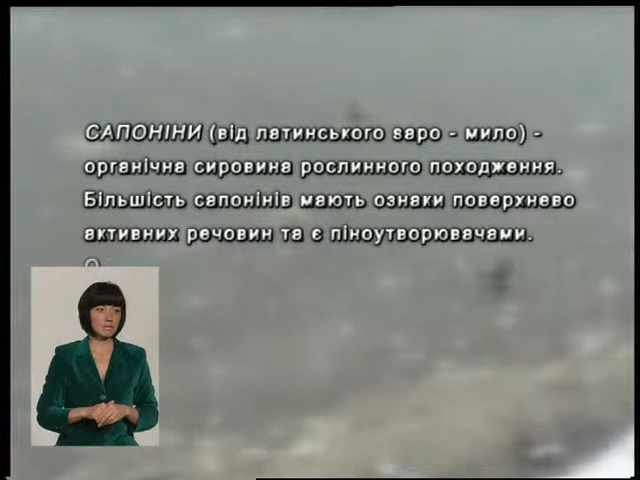 САПОНІНИ (від латинського sapo - мило) -
органічна сировина рослинного походження.
Більшість сапонінів мають ознаки поверхнево
активних речовин та є піноутворювачами.